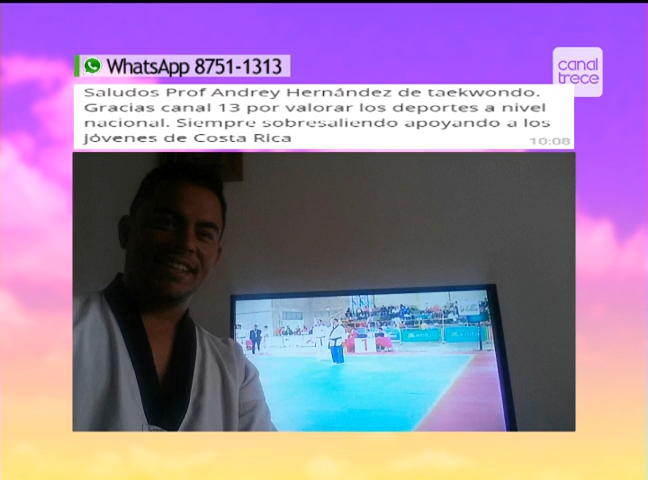 WhatsApp 8751-1313
canal
trece
Saludos Prof Andrey Hernández de taekwondo.
Gracias canal 13 por valorar los deportes a nivel
nacional. Siempre sobresaliendo apoyando a los
jóvenes de Costa Rica
10:08